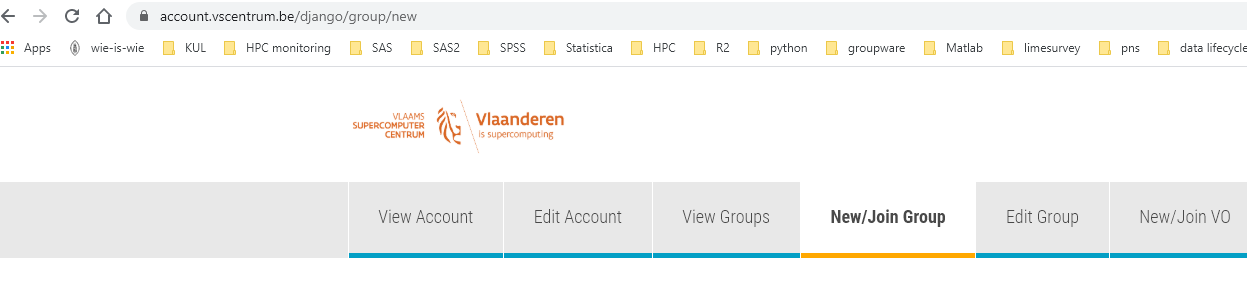 account.vscentrum.be/django/group/new
Apps wie-is-wie KUL HPC monitoring SAS SAS2 SPSS Statistica HPC R2 python groupware Matlab limesurvey pns data lifecycle
VLAAMS
SUPERCOMPUTER
CENTRUM
Vlaanderen
is supercomputing
View Account Edit Account View Groups New/Join Group Edit Group New/Join VO